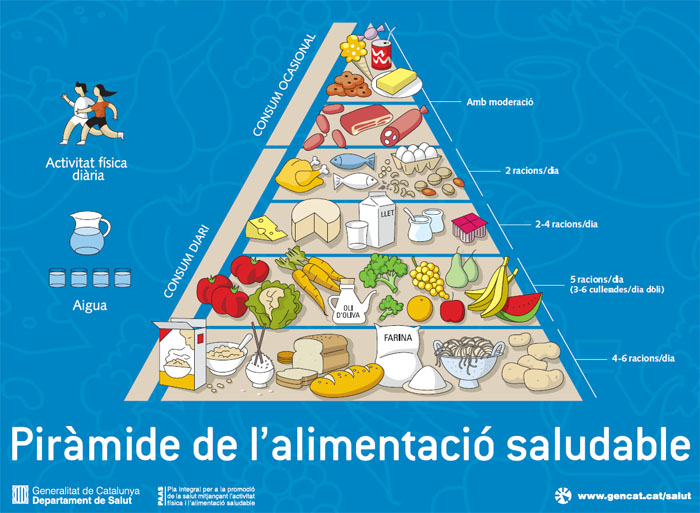 CONSUM OCASIONAL
Amb moderació
Activitat física
diària
2 racions/dia
LLET
2-4 racions/dia
CONSUM DIARI
Aigua
5 racions/dia
(3-6 cullerades/dia d'oli)
OLI
D'OLIVA
FARINA
4-6 racions/dia
Piràmide de l'alimentació saludable
Generalitat de Catalunya
Departament de Salut
PAAS
Pla integral per a la promoció
de la salut mitjançant l'activitat
física i l'alimentació saludable
www.gencat.cat/salut